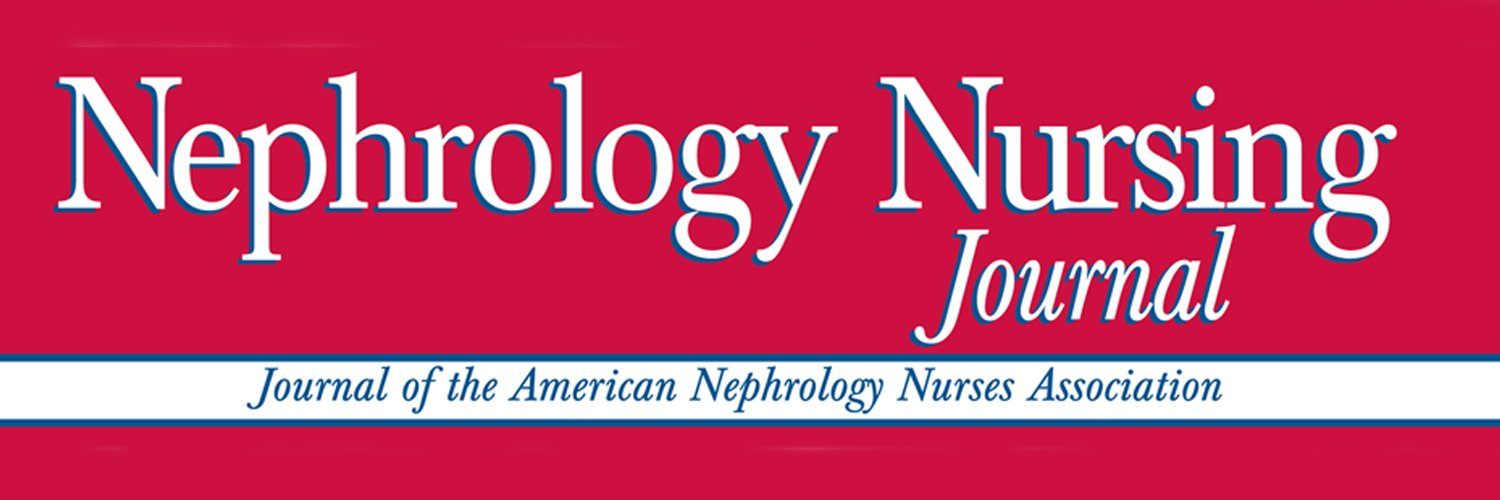 Nephrology Nursing
Journal
Journal of the American Nephrology Nurses Association